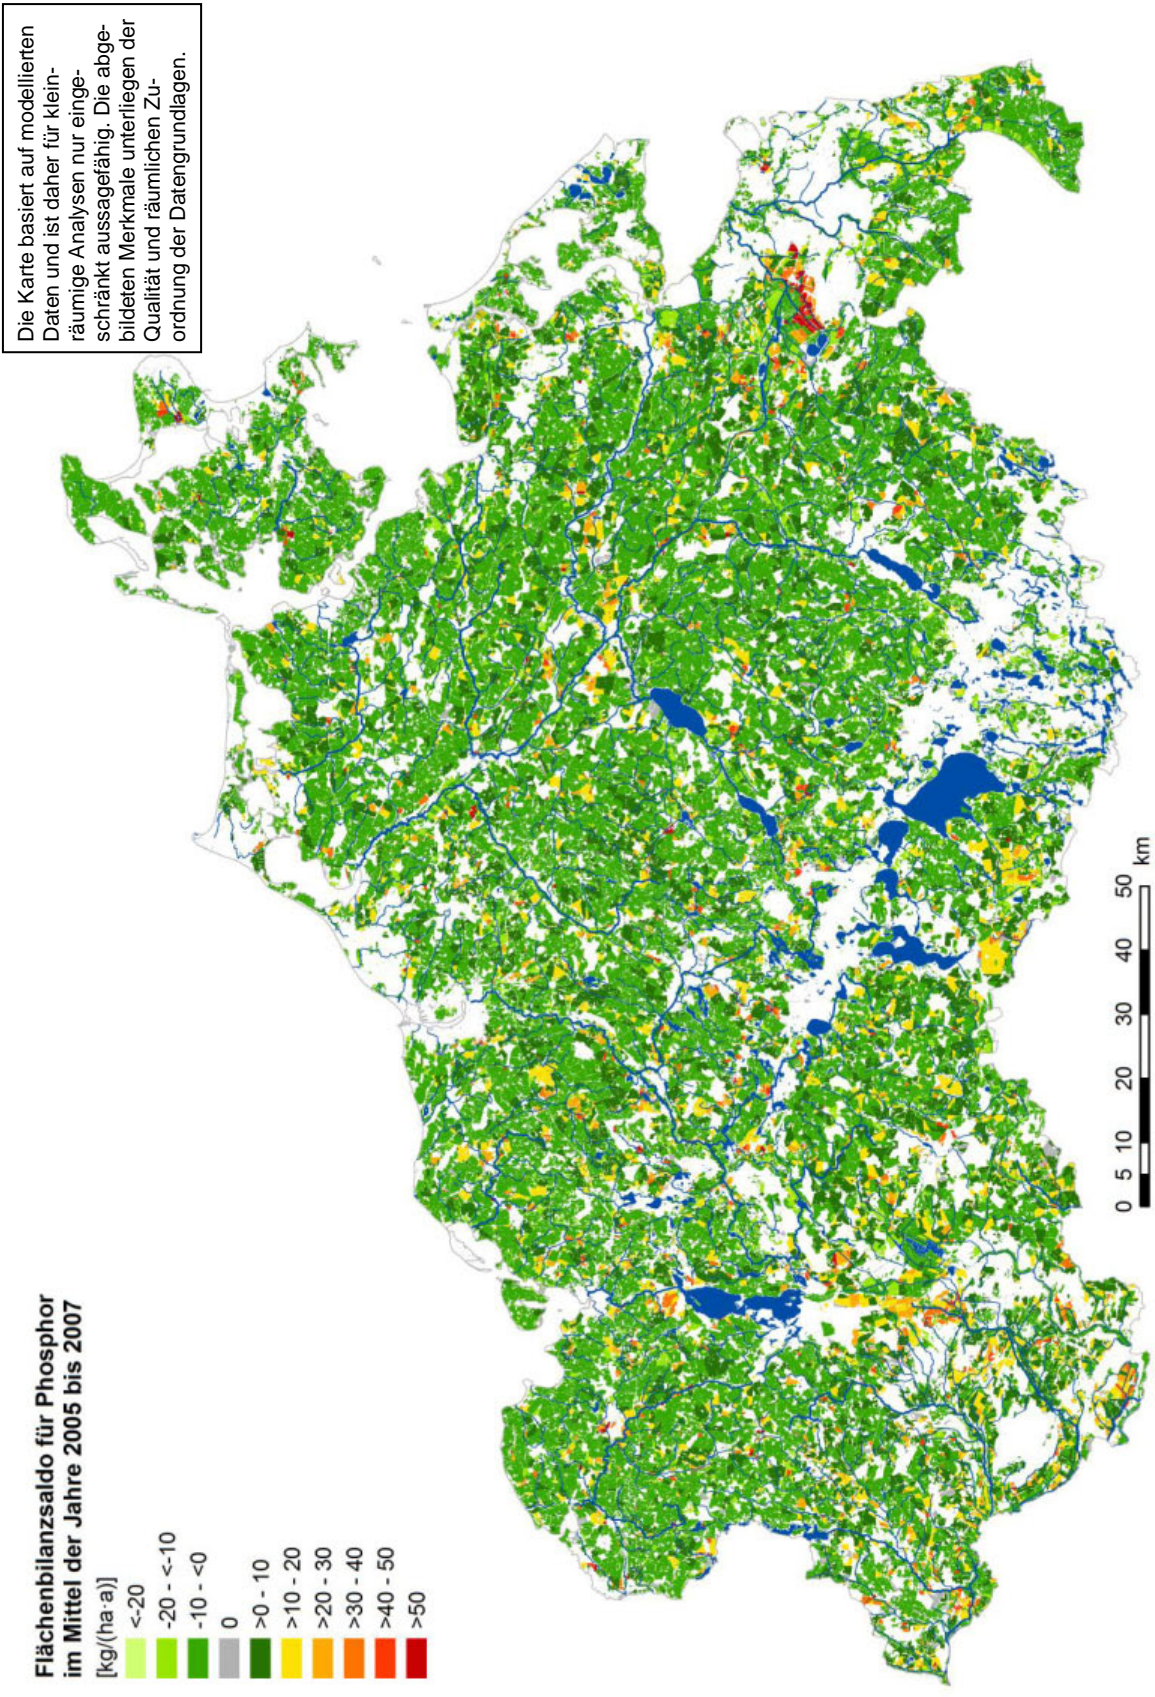 Die Karte basiert auf modellierten
Daten und ist daher für klein-
räumige Analysen nur einge-
schränkt aussagefähig. Die abge-
bildeten Merkmale unterliegen der
Qualität und räumlichen Zu-
ordnung der Datengrundlagen.
Flächenbilanzsaldo für Phosphor
im Mittel der Jahre 2005 bis 2007
[kg/(ha·a)]
<-20
-20 - <-10
-10 - <0
0
>0 - 10
>10 - 20
>20 - 30
>30 - 40
>40 - 50
>50
0 5 10 20 30 40 50 km